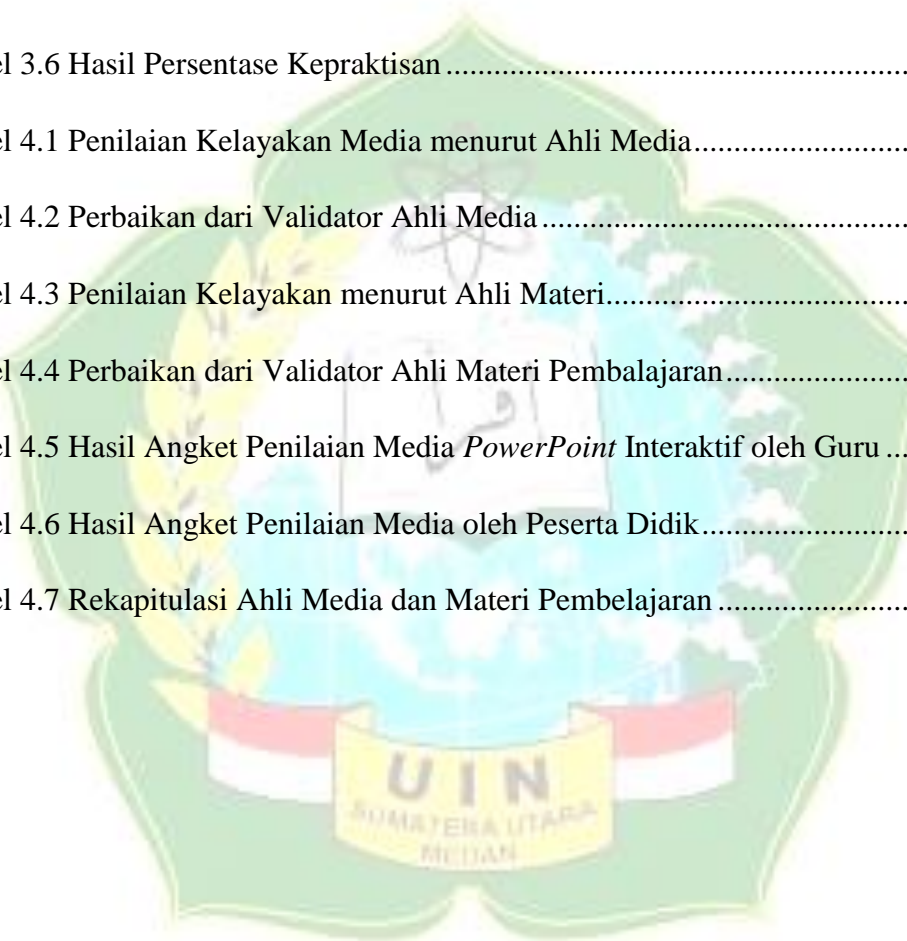 el 3.6 Hasil Persentase Kepraktisan ..........................................................
el 4.1 Penilaian Kelayakan Media menurut Ahli Media...........................
el 4.2 Perbaikan dari Validator Ahli Media ..............................................
el 4.3 Penilaian Kelayakan menurut Ahli Materi......................................
el 4.4 Perbaikan dari Validator Ahli Materi Pembalajaran.......................
el 4.5 Hasil Angket Penilaian Media PowerPoint Interaktif oleh Guru ...
el 4.6 Hasil Angket Penilaian Media oleh Peserta Didik..........................
el 4.7 Rekapitulasi Ahli Media dan Materi Pembelajaran ........................
UIN
SUMATERA UTARA
MEDAN